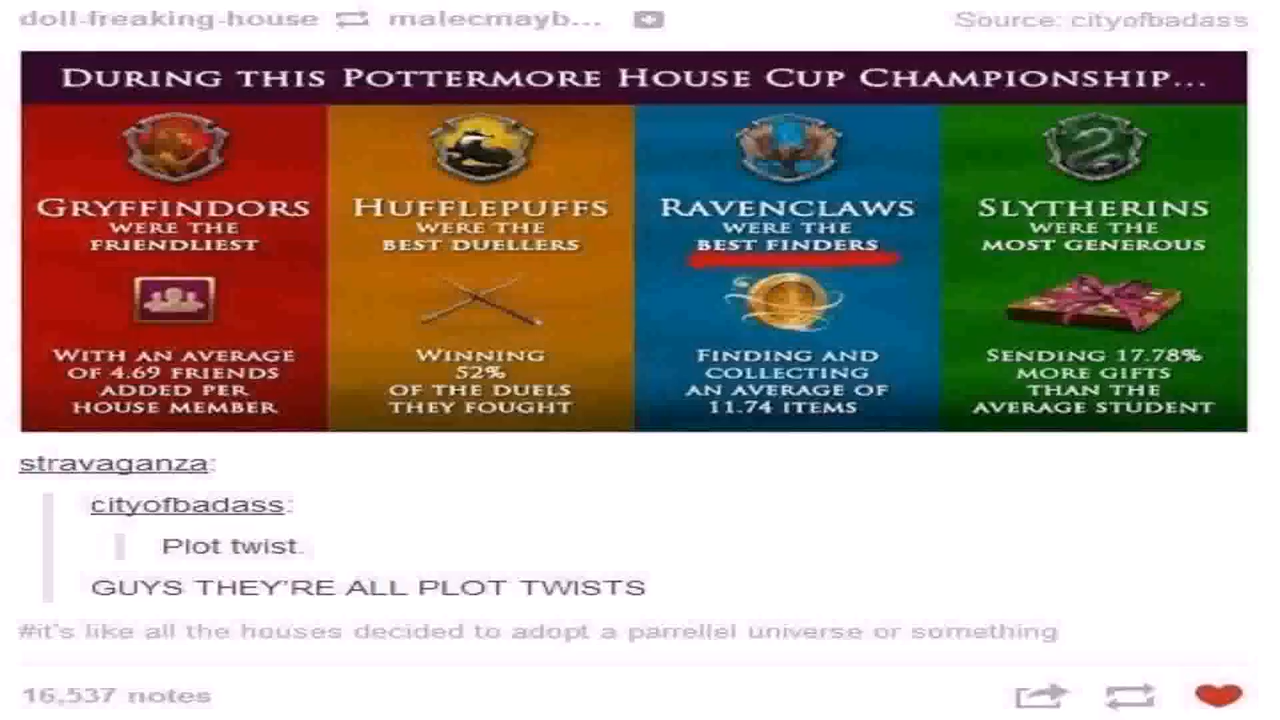 doll-freaking-house malecmayb... Source: cityofbadass
DURING THIS POTTERMORE HOUSE CUP CHAMPIONSHIP...
GRYFFINDORS
WERE THE
FRIENDLIEST
WITH AN AVERAGE
OF 4.69 FRIENDS
ADDED PER
HOUSE MEMBER
HUFFLEPUFFS
WERE THE
BEST DUELLERS
WINNING
52%
OF THE DUELS
THEY FOUGHT
RAVENCLAWS
WERE THE
BEST FINDERS
FINDING AND
COLLECTING
AN AVERAGE OF
11.74 ITEMS
SLYTHERINS
WERE THE
MOST GENEROUS
SENDING 17.78%
MORE GIFTS
THAN THE
AVERAGE STUDENT
stravaganza:
cityofbadass:
Plot twist.
GUYS THEY'RE ALL PLOT TWISTS
#it's like all the houses decided to adopt a parrellel universe or something
16,537 notes